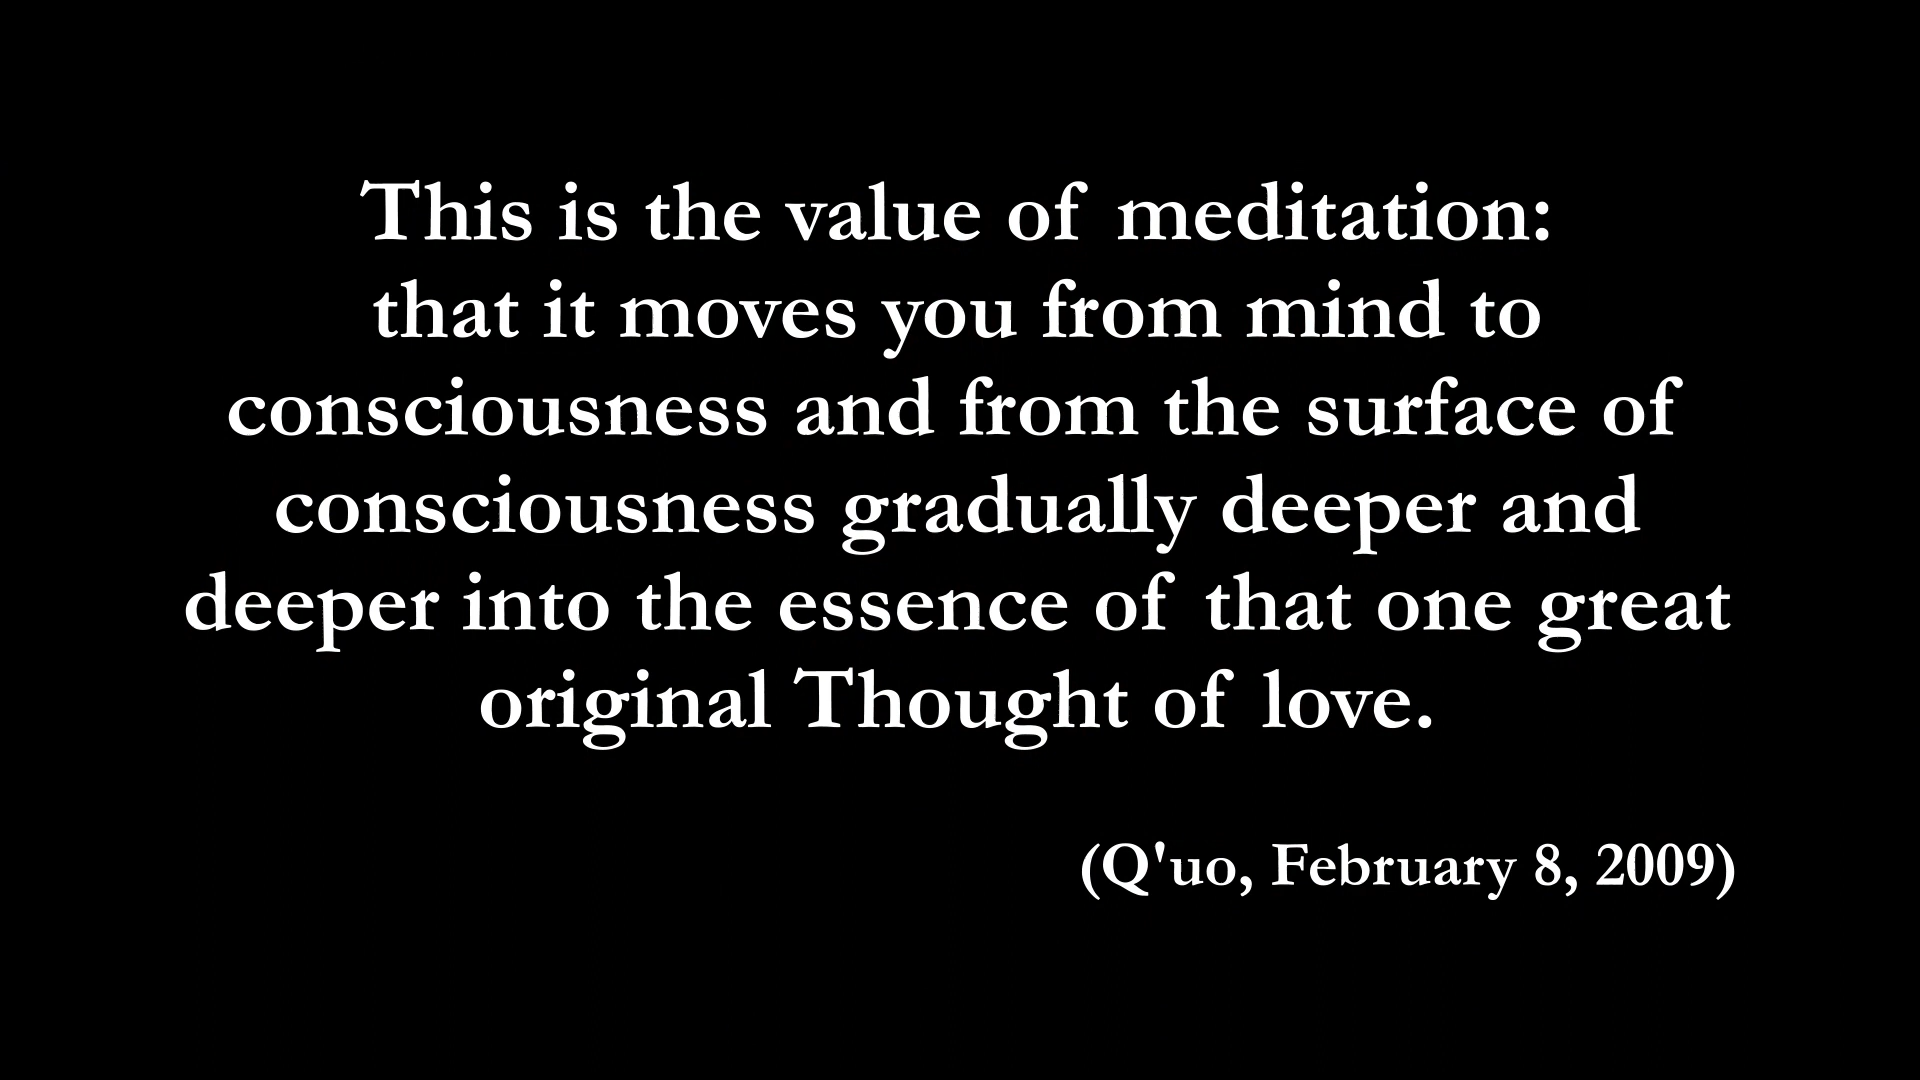 This is the value of meditation:
that it moves you from mind to
consciousness and from the surface of
consciousness gradually deeper and
deeper into the essence of that one great
original Thought of love.
(Q'uo, February 8, 2009)